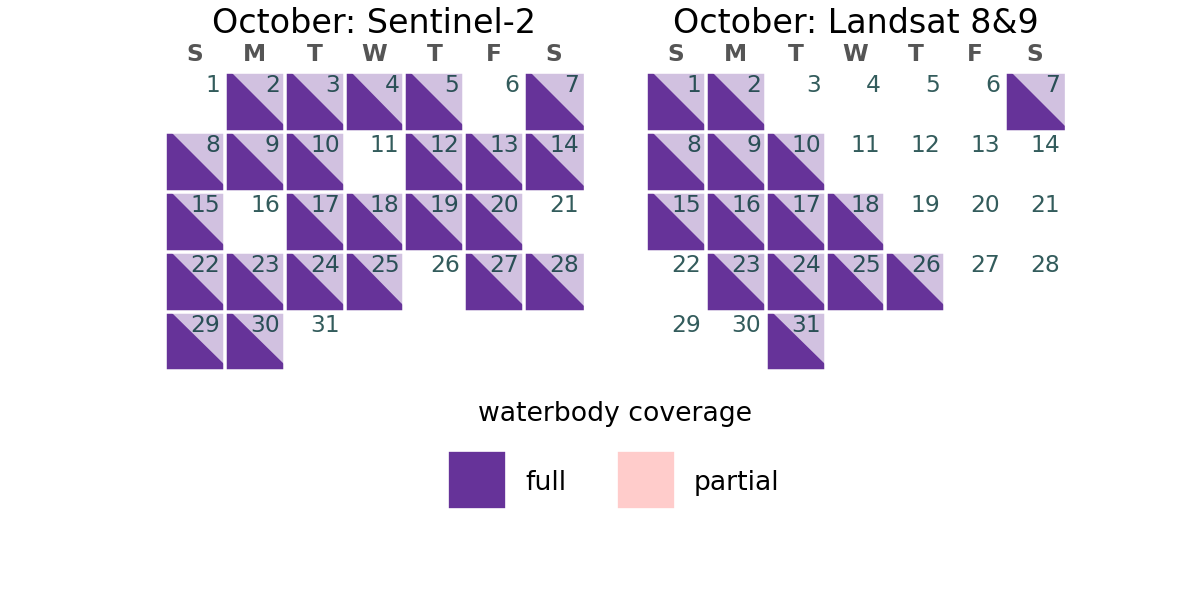 October: Sentinel-2
S M T W T F S
1 2 3 4 5 6 7
8 9 10 11 12 13 14
15 16 17 18 19 20 21
22 23 24 25 26 27 28
29 30 31
October: Landsat 8&9
S M T W T F S
1 2 3 4 5 6 7
8 9 10 11 12 13 14
15 16 17 18 19 20 21
22 23 24 25 26 27 28
29 30 31
waterbody coverage
full
partial